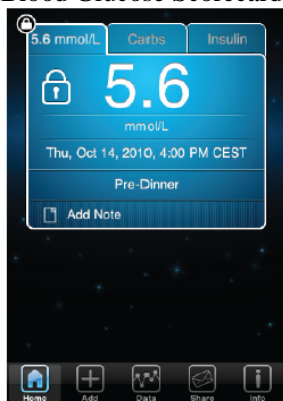 Blood Glucose Scorecard
5.6 mmol/L Carbs Insulin
5.6
mmol/L
Thu, Oct 14, 2010, 4:00 PM CEST
Pre-Dinner
Add Note
Home Add Data Share Info